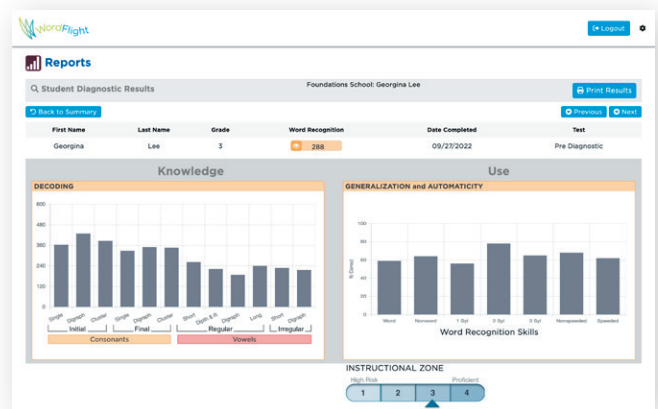 WordFlight
Logout
Reports
Student Diagnostic Results
Foundations School: Georgina Lee
Print Results
Back to Summary
Previous
Next
First Name Last Name Grade Word Recognition Date Completed Test
Georgina Lee 3 288 09/27/2022 Pre Diagnostic
Knowledge
DECODING
600
480
360
240
120
0
Single Digraph Cluster Single Digraph Cluster Short Dipth & R Digraph Long Short Digraph
Initial Final Regular Irregular
Consonants Vowels
Use
GENERALIZATION and AUTOMATICITY
% Correct
100
80
60
40
20
0
Word Nonword 1 Syl 2 Syl 3 Syl Nonspeeded Speeded
Word Recognition Skills
INSTRUCTIONAL ZONE
High Risk Proficient
1 2 3 4